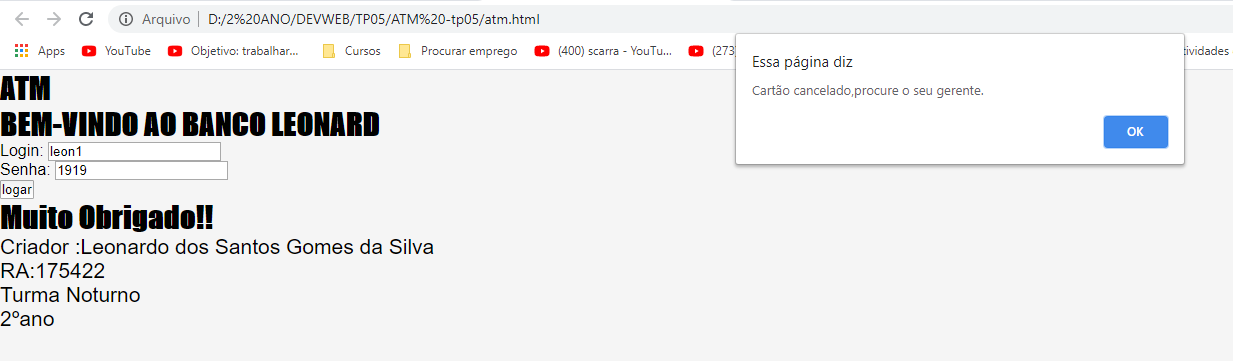 Arquivo | D:/2%20ANO/DEVWEB/TP05/ATM%20-tp05/atm.html
Apps YouTube Objetivo: trabalhar... Cursos Procurar emprego (400) scarra - YouTu... (273) tividades
Essa página diz
Cartão cancelado,procure o seu gerente.
OK
ATM
BEM-VINDO AO BANCO LEONARD
Login: leon1
Senha: 1919
logar
Muito Obrigado!!
Criador :Leonardo dos Santos Gomes da Silva
RA:175422
Turma Noturno
2ºano